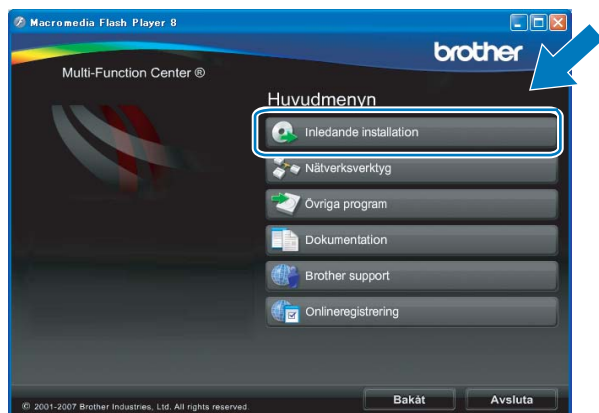 Macromedia Flash Player 8
brother
Multi-Function Center ®
Huvudmenyn
Inledande installation
Nätverksverktyg
Övriga program
Dokumentation
Brother support
Onlineregistrering
Bakåt
Avsluta
© 2001-2007 Brother Industries, Ltd. All rights reserved.